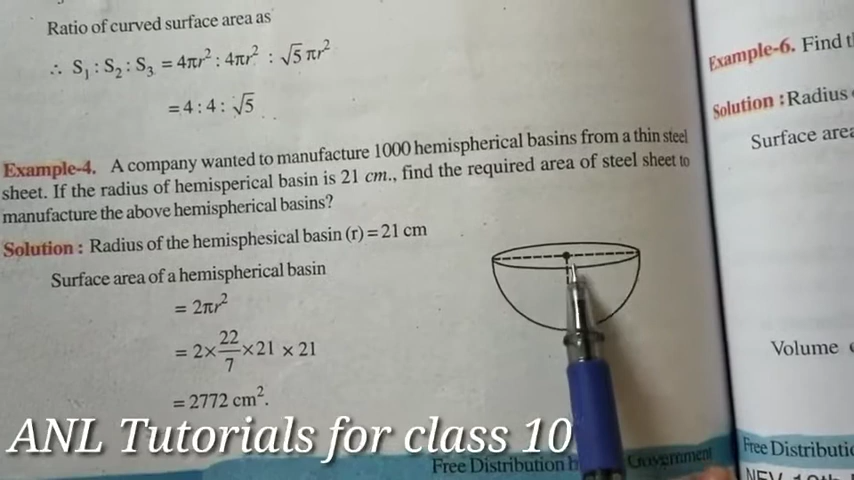 Ratio of curved surface area as
∴ S₁ : S₂ : S₃ = 4πr² : 4πr² : √5 πr²
= 4 : 4 : √5
Example-4. A company wanted to manufacture 1000 hemispherical basins from a thin steel
sheet. If the radius of hemisperical basin is 21 cm., find the required area of steel sheet to
manufacture the above hemispherical basins?
Solution : Radius of the hemisphesical basin (r) = 21 cm
Surface area of a hemispherical basin
= 2πr²
= 2×22/7×21 × 21
= 2772 cm².
ANL Tutorials for class 10
Free Distribution Government
Example-6. Find
Solution : Radius
Surface area
Volume
Free